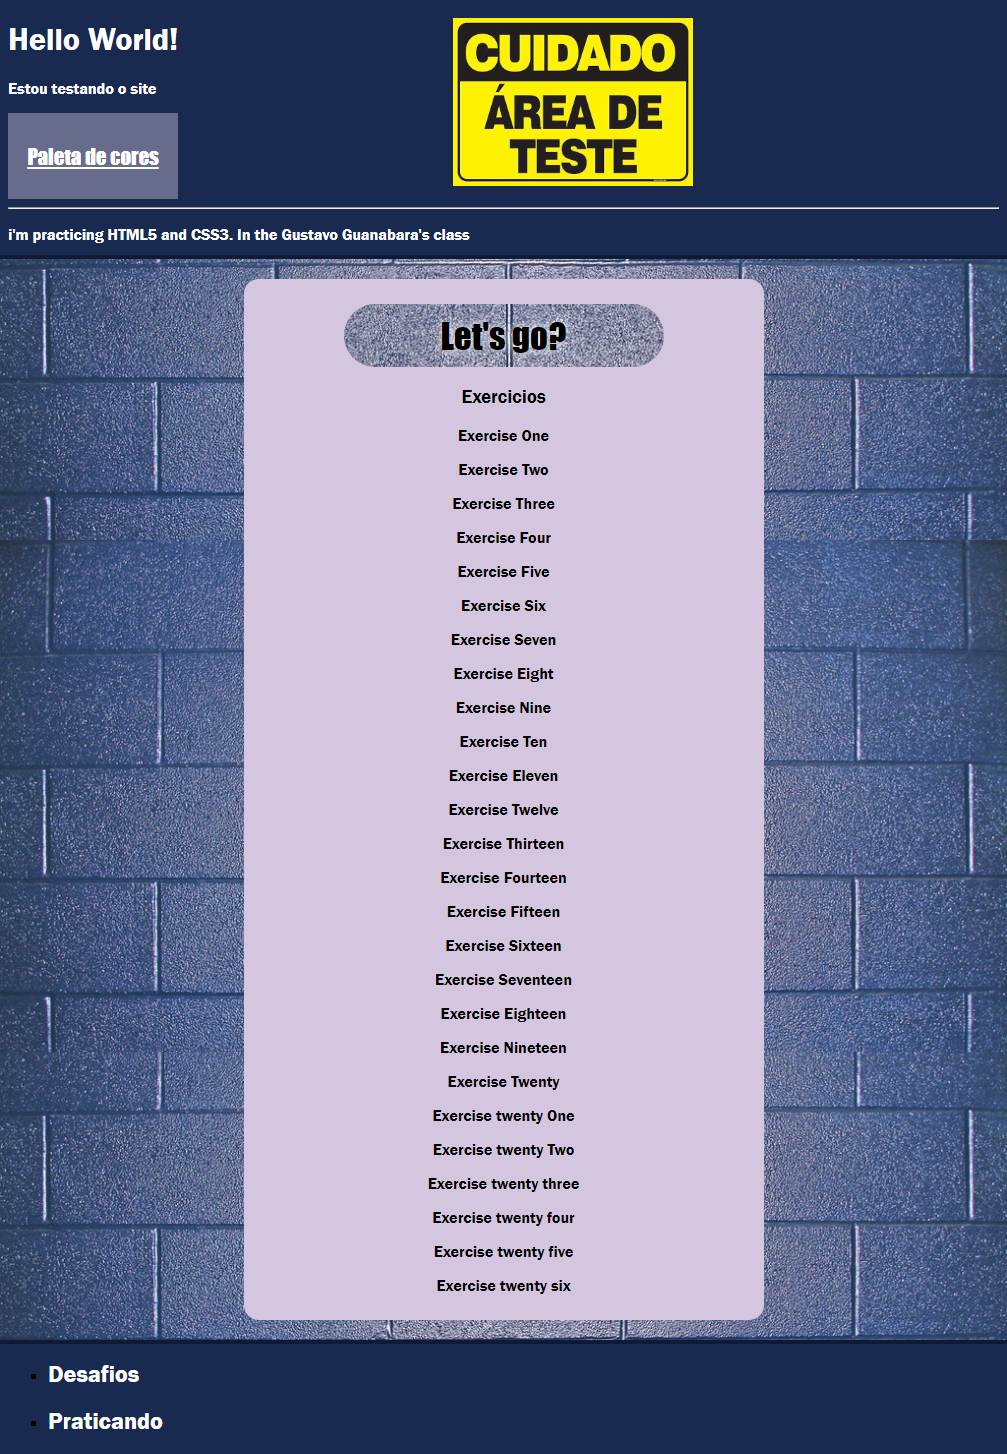 Hello World!
Estou testando o site
Paleta de cores
CUIDADO
ÁREA DE
TESTE
i'm practicing HTML5 and CSS3. In the Gustavo Guanabara's class
Let's go?
Exercicios
Exercise One
Exercise Two
Exercise Three
Exercise Four
Exercise Five
Exercise Six
Exercise Seven
Exercise Eight
Exercise Nine
Exercise Ten
Exercise Eleven
Exercise Twelve
Exercise Thirteen
Exercise Fourteen
Exercise Fifteen
Exercise Sixteen
Exercise Seventeen
Exercise Eighteen
Exercise Nineteen
Exercise Twenty
Exercise twenty One
Exercise twenty Two
Exercise twenty three
Exercise twenty four
Exercise twenty five
Exercise twenty six
Desafios
Praticando